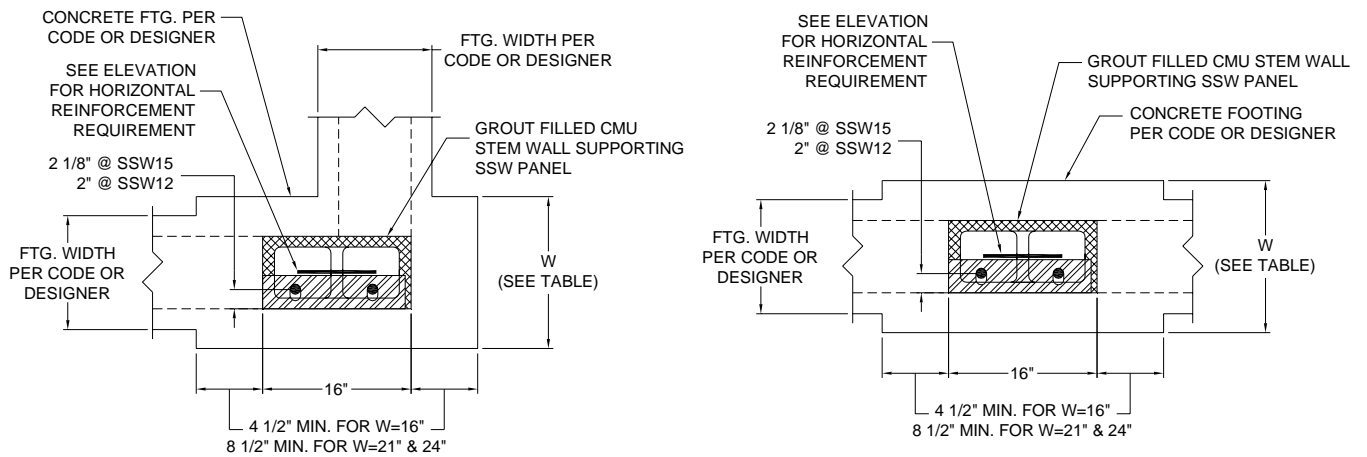 CONCRETE FTG. PER
CODE OR DESIGNER
FTG. WIDTH PER
CODE OR DESIGNER
SEE ELEVATION
FOR HORIZONTAL
REINFORCEMENT
REQUIREMENT
GROUT FILLED CMU
STEM WALL SUPPORTING
SSW PANEL
2 1/8" @ SSW15
2" @ SSW12
FTG. WIDTH
PER CODE OR
DESIGNER
W
(SEE TABLE)
16"
4 1/2" MIN. FOR W=16"
8 1/2" MIN. FOR W=21" & 24"
SEE ELEVATION
FOR HORIZONTAL
REINFORCEMENT
REQUIREMENT
GROUT FILLED CMU STEM WALL
SUPPORTING SSW PANEL
CONCRETE FOOTING
PER CODE OR DESIGNER
2 1/8" @ SSW15
2" @ SSW12
FTG. WIDTH
PER CODE OR
DESIGNER
W
(SEE TABLE)
16"
4 1/2" MIN. FOR W=16"
8 1/2" MIN. FOR W=21" & 24"